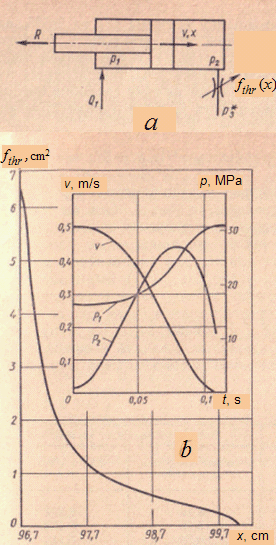 R
p₁
v,x
p₂
f_thr (x)
Q₁
p₃*
a
f_thr, cm²
7
6
5
4
3
2
1
0
v, m/s
p, MPa
0,5
0,4
0,3
0,2
0,1
0
30
20
10
v
p₁
p₂
0,05
0,1
t, s
b
96,7
97,7
98,7
99,7
x, cm